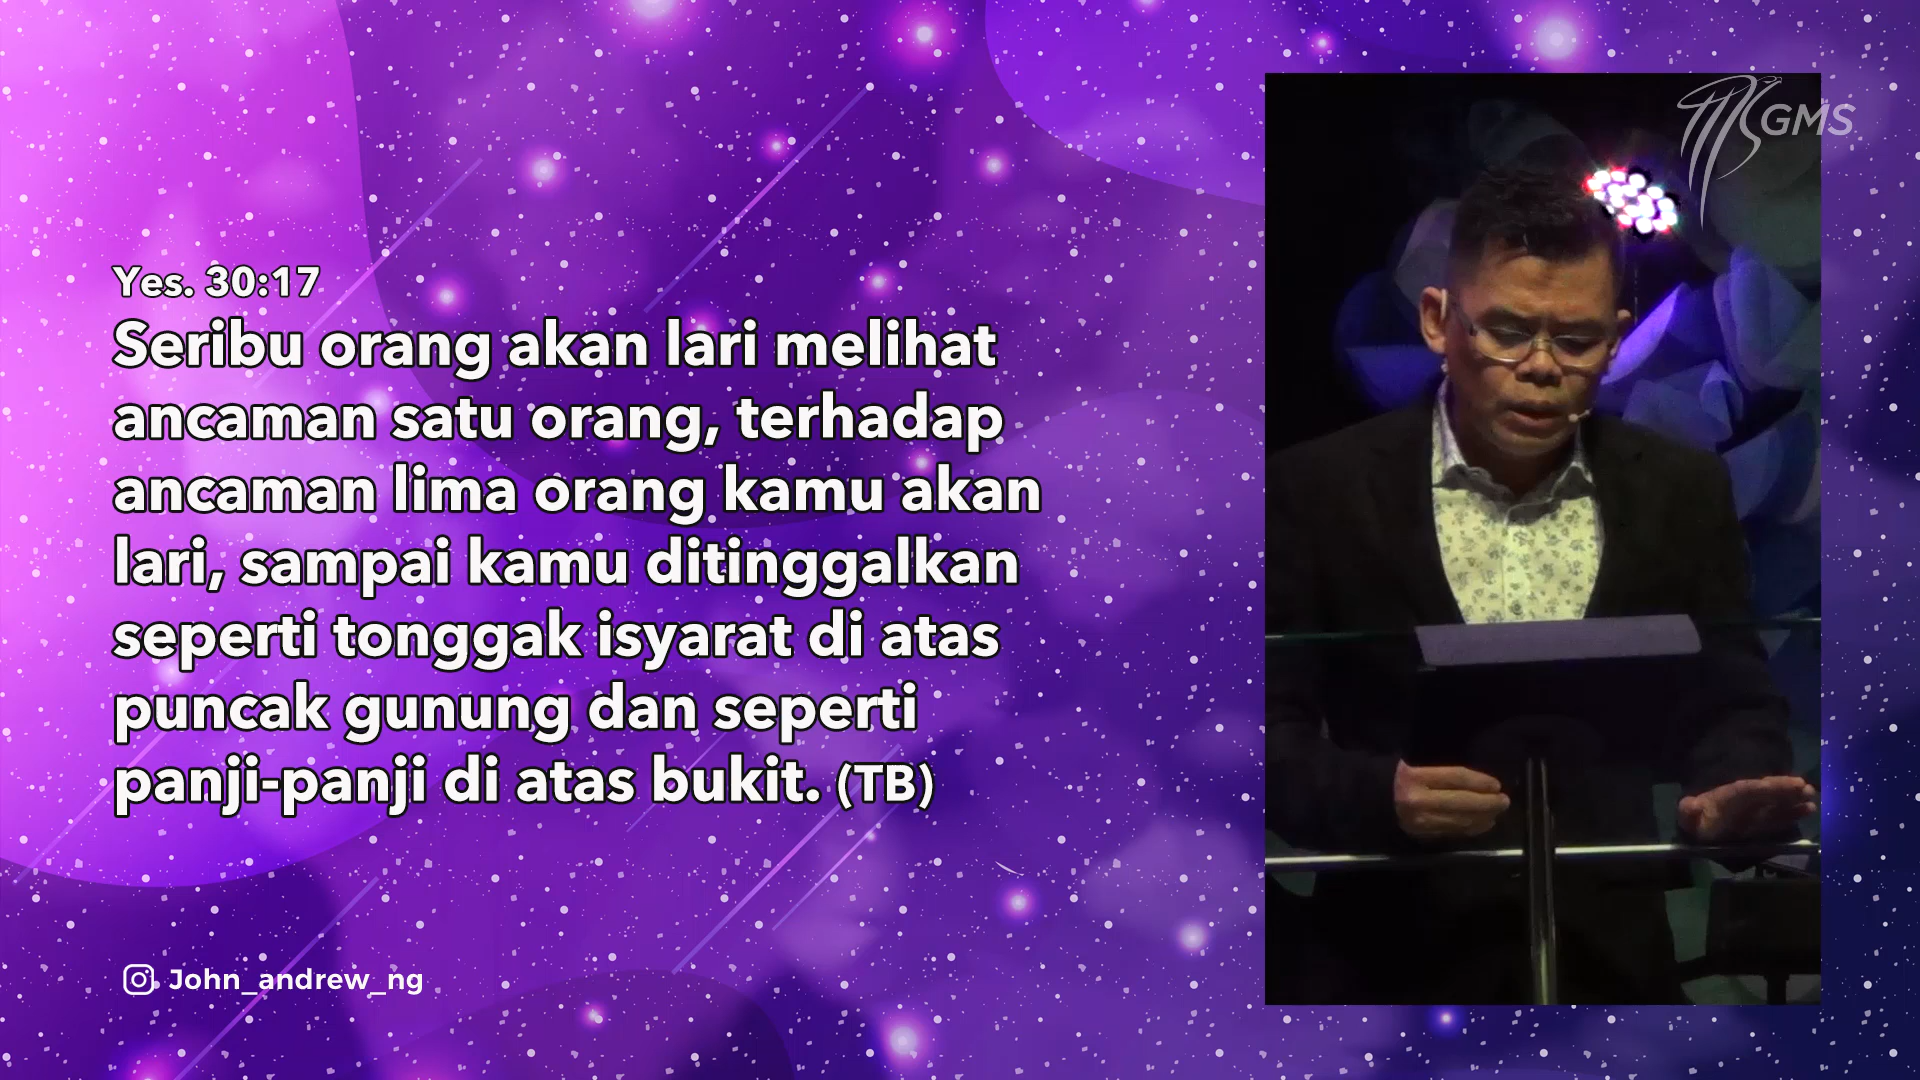 GMS
Yes. 30:17
Seribu orang akan lari melihat
ancaman satu orang, terhadap
ancaman lima orang kamu akan
lari, sampai kamu ditinggalkan
seperti tonggak isyarat di atas
puncak gunung dan seperti
panji-panji di atas bukit. (TB)
John_andrew_ng